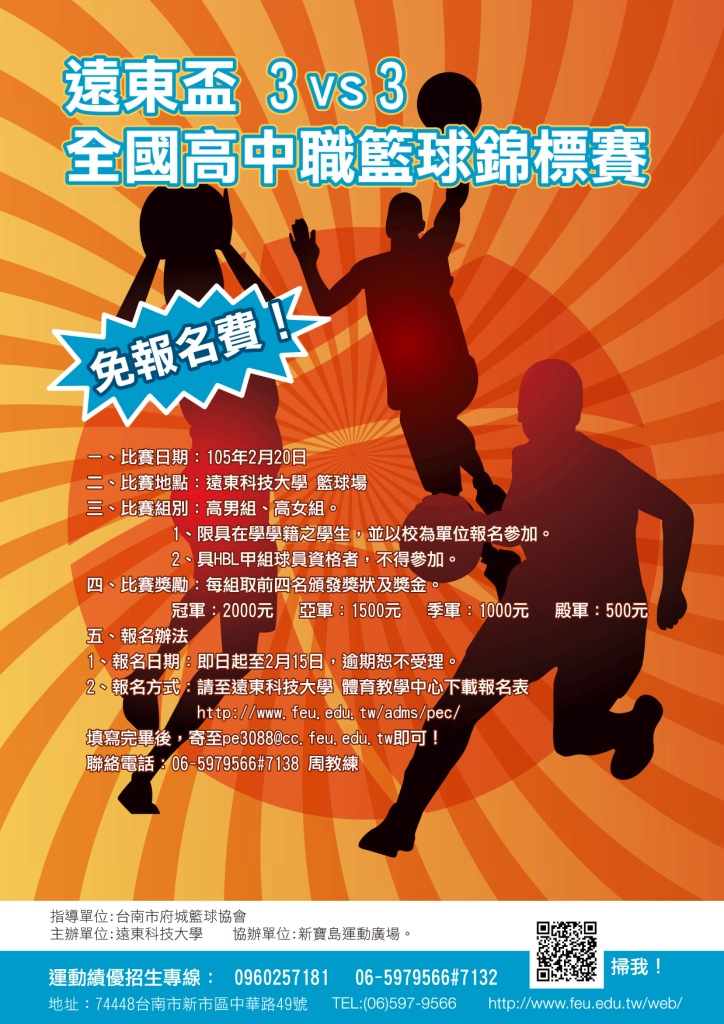 遠東盃 3 vs 3
全國高中職籃球錦標賽
免報名費！
一、比賽日期：105年2月20日
二、比賽地點：遠東科技大學 籃球場
三、比賽組別：高男組、高女組。
1、限具在學學籍之學生，並以校為單位報名參加。
2、具HBL甲組球員資格者，不得參加。
四、比賽獎勵：每組取前四名頒發獎狀及獎金。
冠軍：2000元 亞軍：1500元 季軍：1000元 殿軍：500元
五、報名辦法
1、報名日期：即日起至2月15日，逾期恕不受理。
2、報名方式：請至遠東科技大學 體育教學中心下載報名表
http://www.feu.edu.tw/adms/pec/
填寫完畢後，寄至pe3088@cc.feu.edu.tw即可！
聯絡電話：06-5979566#7138 周教練
指導單位:台南市府城籃球協會
主辦單位:遠東科技大學 協辦單位:新寶島運動廣場。
掃我！
運動績優招生專線： 0960257181 06-5979566#7132
地址：74448台南市新市區中華路49號 TEL:(06)597-9566 http://www.feu.edu.tw/web/